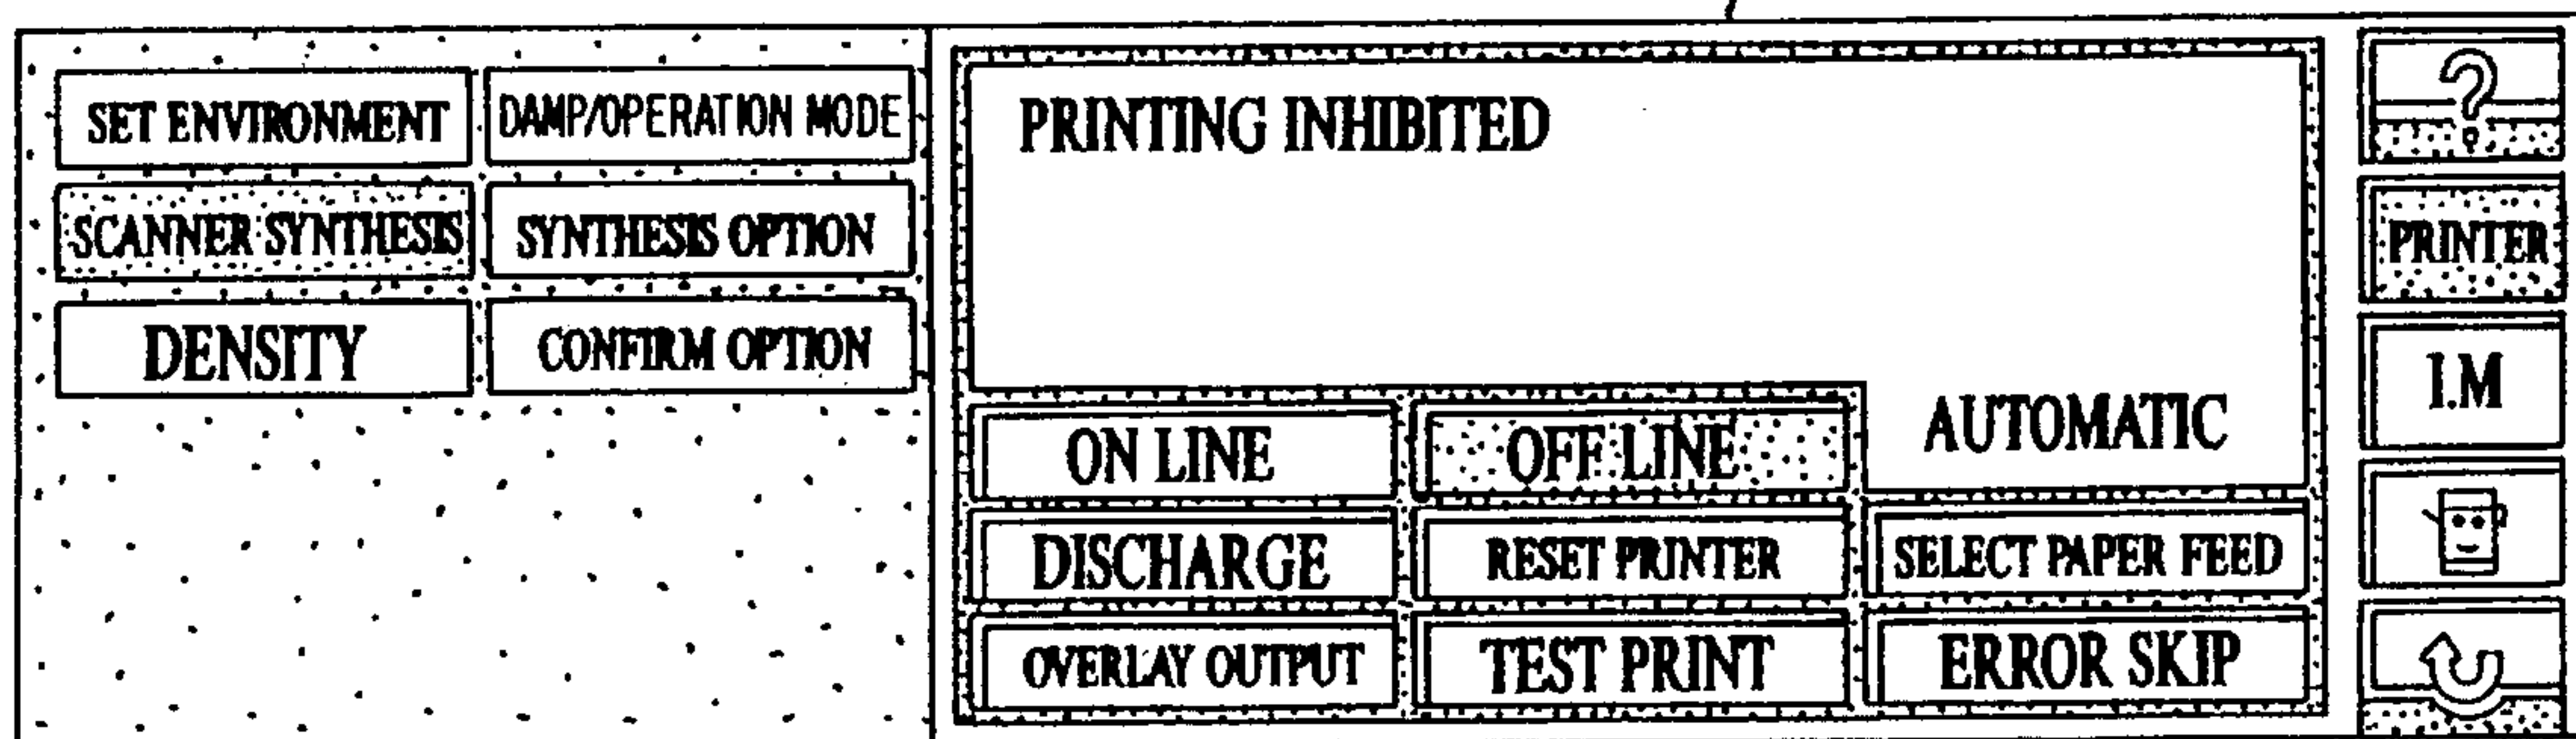 SET ENVIRONMENT
DAMP/OPERATION MODE
SCANNER SYNTHESIS
SYNTHESIS OPTION
DENSITY
CONFIRM OPTION
PRINTING INHIBITED
AUTOMATIC
ON LINE
OFF LINE
DISCHARGE
RESET PRINTER
SELECT PAPER FEED
OVERLAY OUTPUT
TEST PRINT
ERROR SKIP
?
PRINTER
I.M